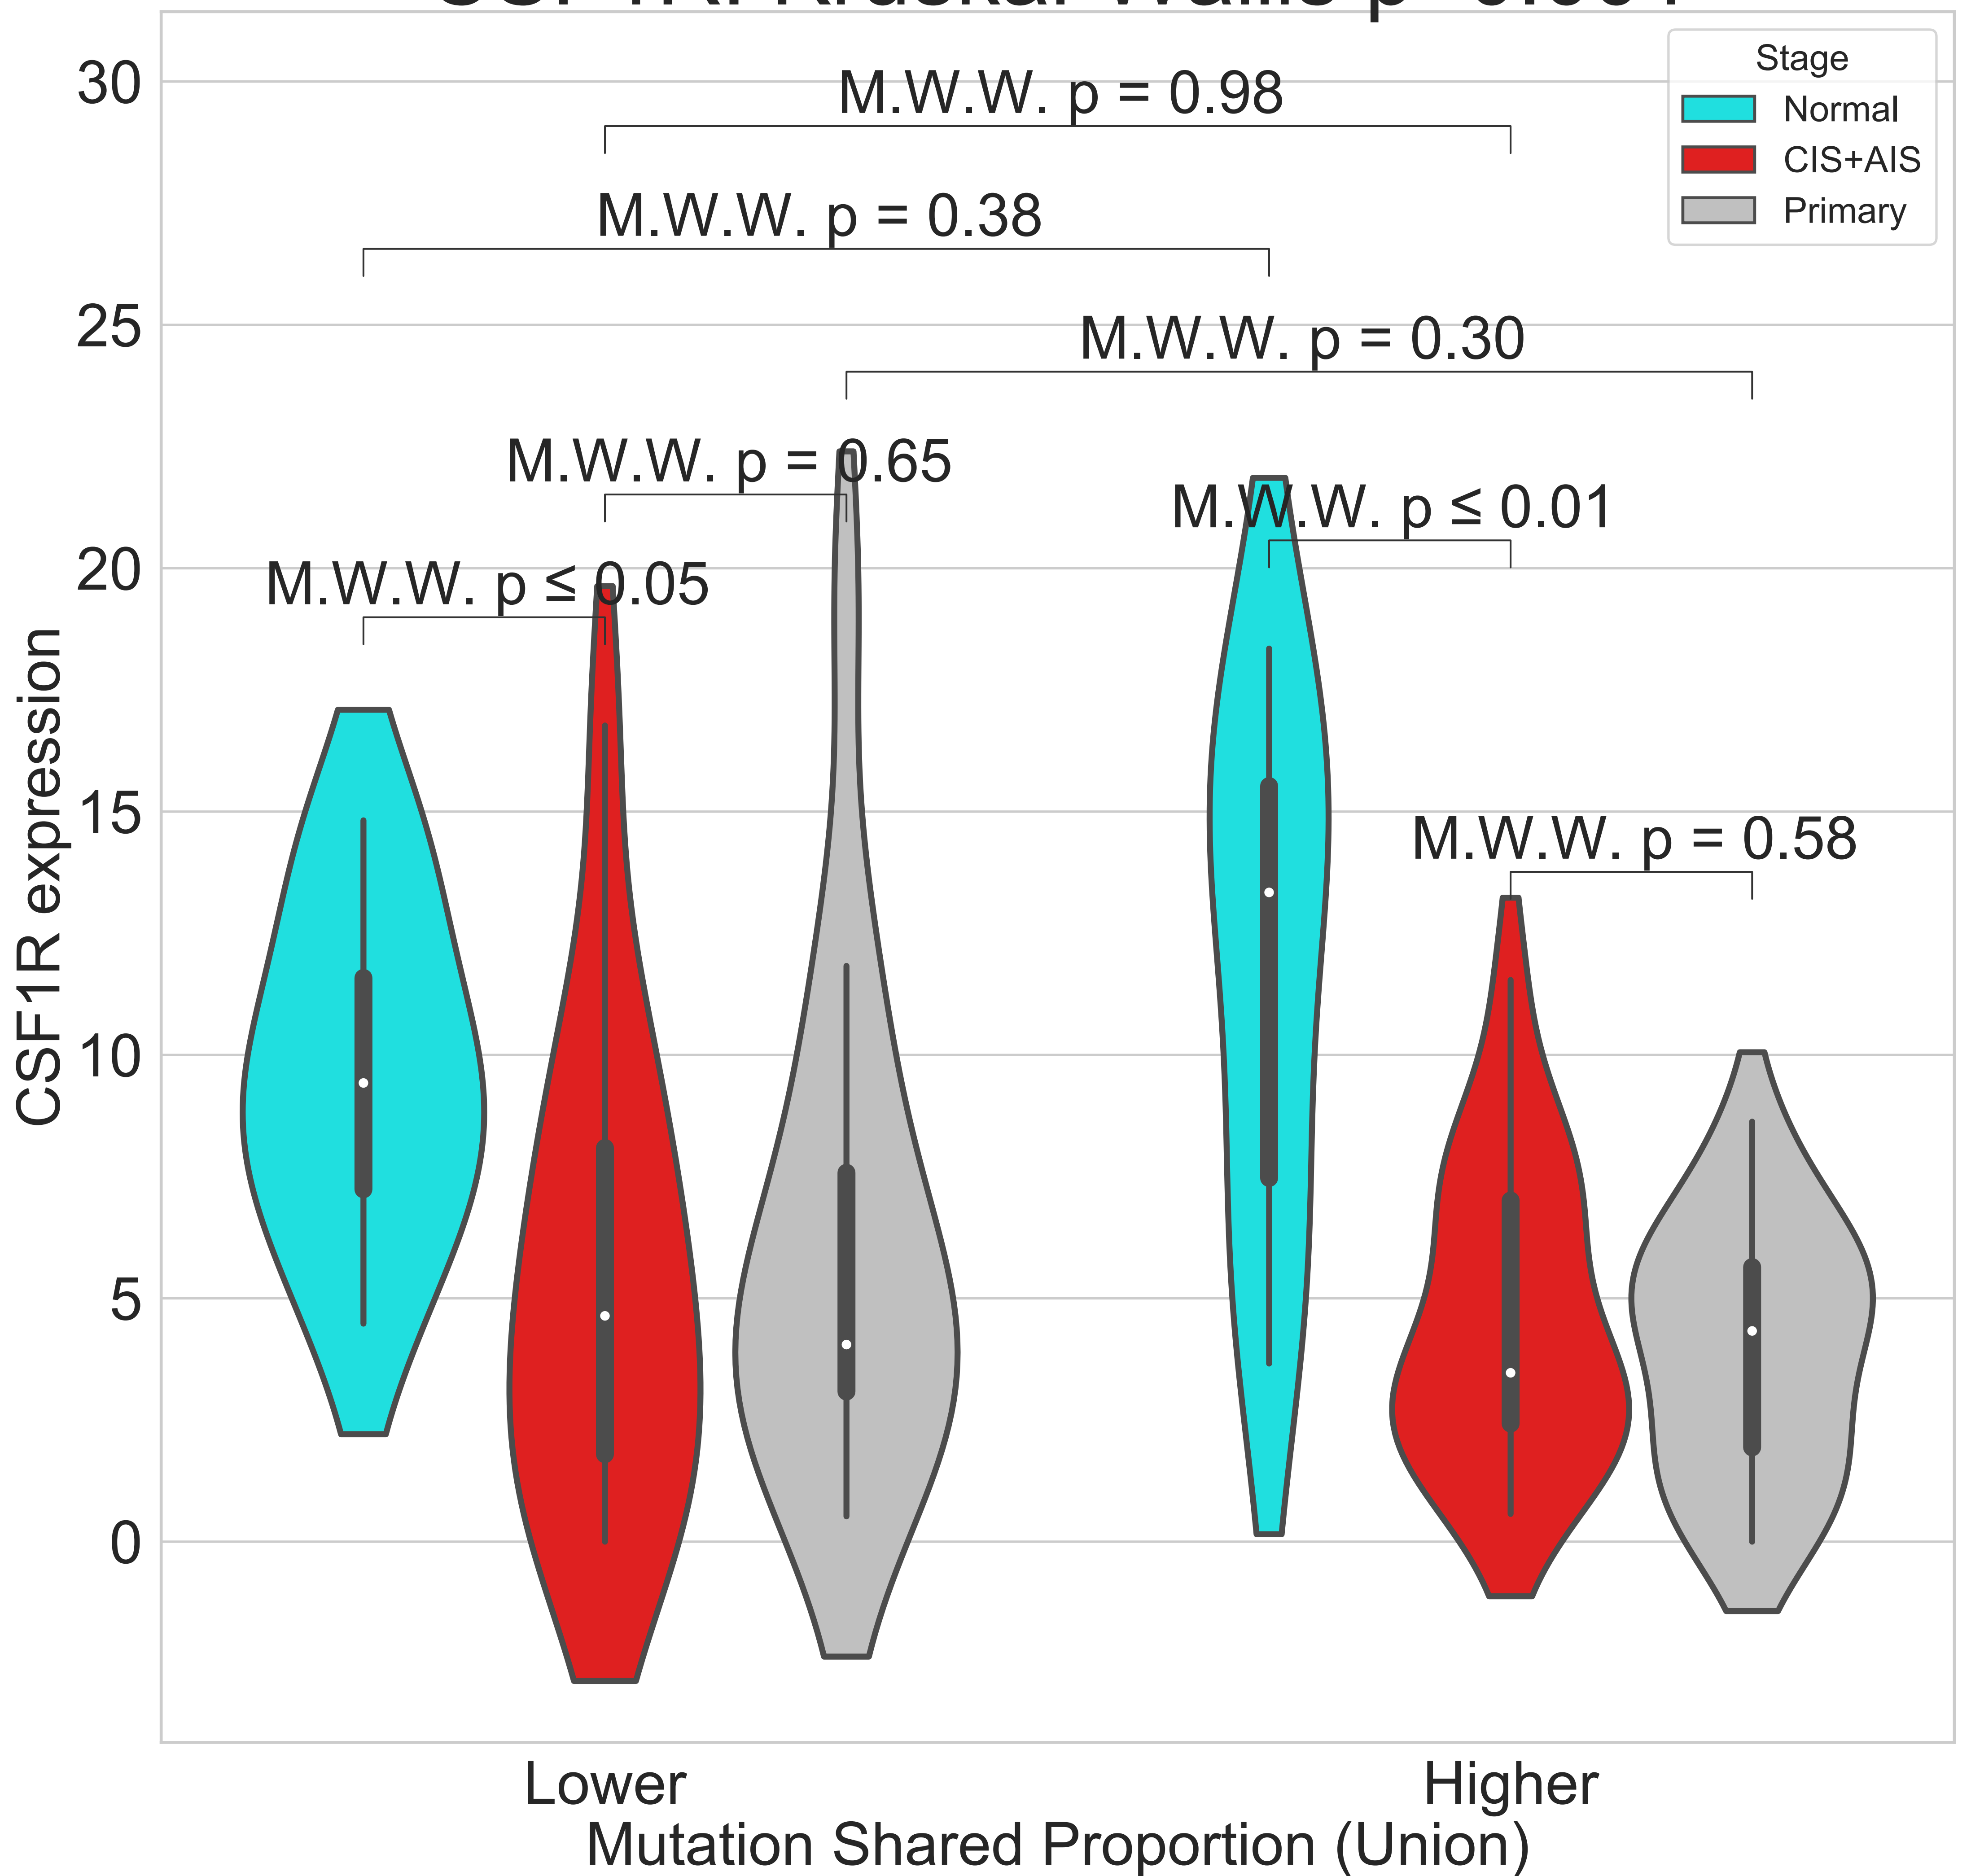 30
M.W.W. p = 0.98
Stage
Normal
CIS+AIS
Primary
M.W.W. p = 0.38
25
M.W.W. p = 0.30
M.W.W. p = 0.65
M.W.W. p ≤ 0.01
20
M.W.W. p ≤ 0.05
15
M.W.W. p = 0.58
10
5
0
CSF1R expression
Lower
Higher
Mutation Shared Proportion (Union)